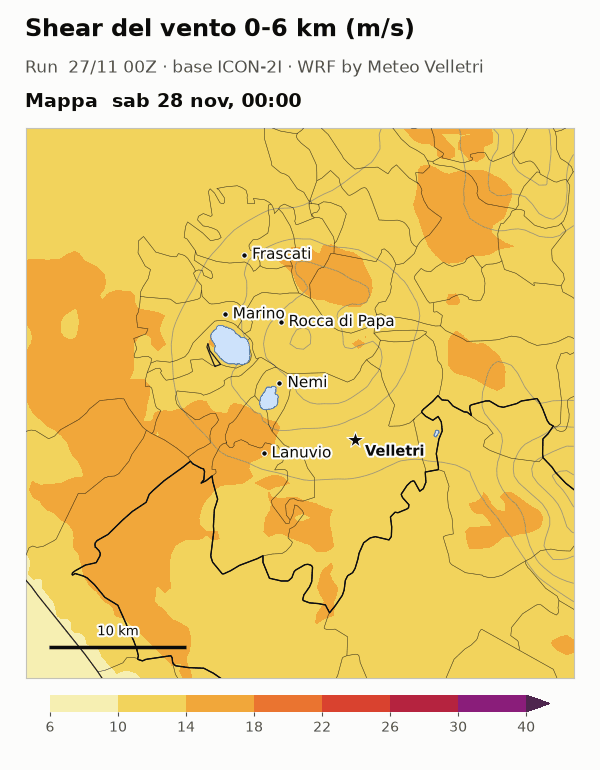 Shear del vento 0-6 km (m/s)
Run 27/11 00Z · base ICON-2I · WRF by Meteo Velletri
Mappa sab 28 nov, 00:00
Frascati
Marino
Rocca di Papa
Nemi
Velletri
Lanuvio
10 km
6 10 14 18 22 26 30 40